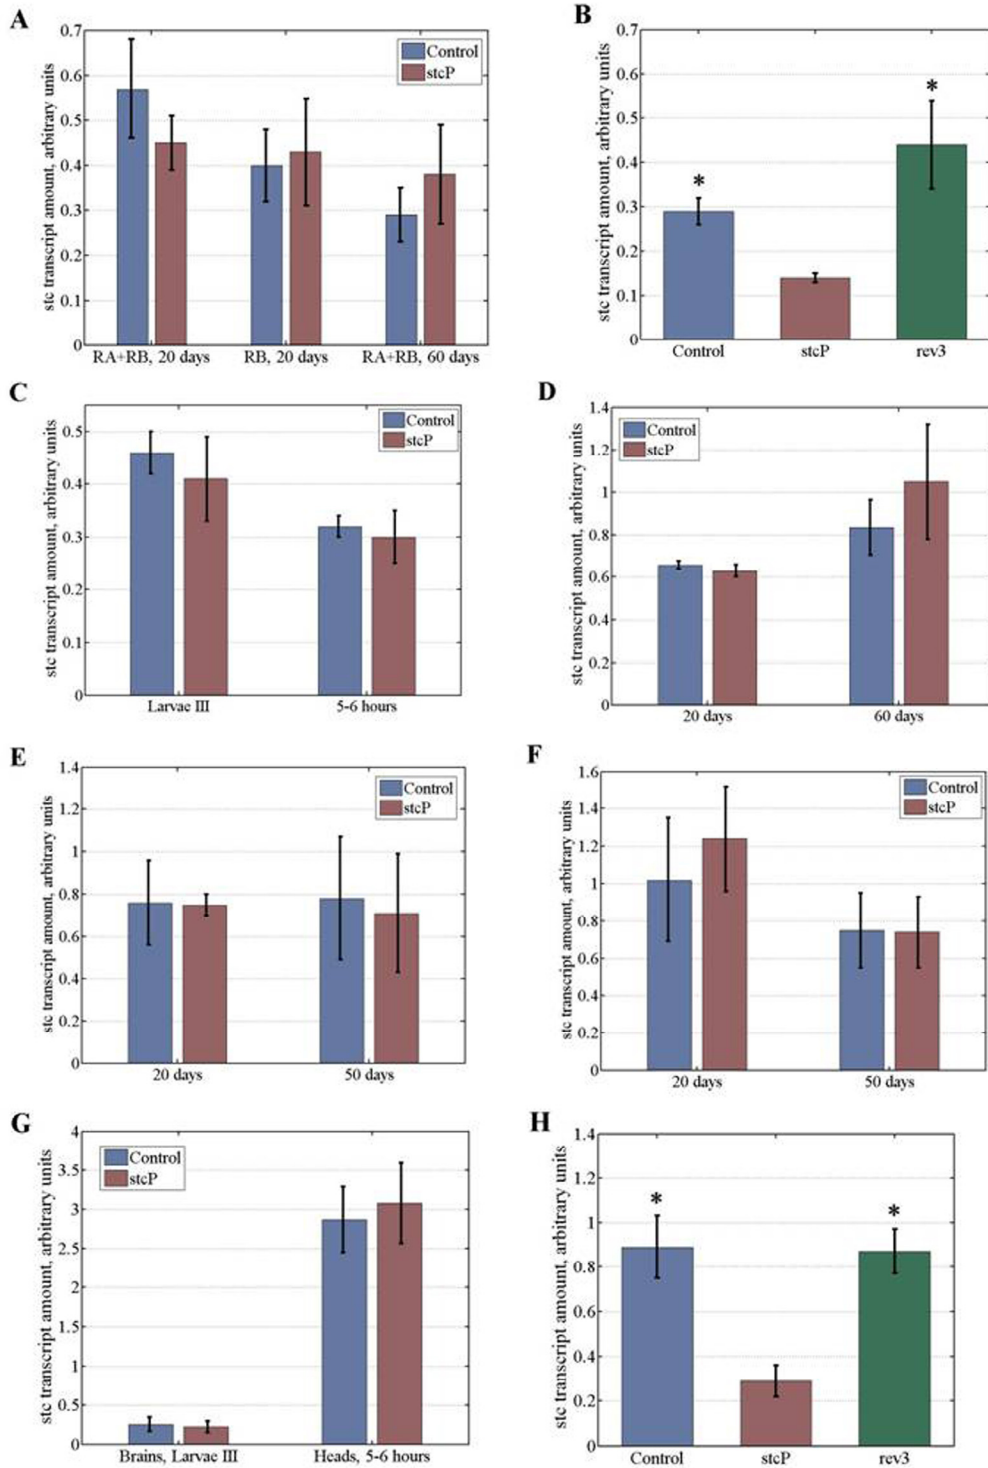 A
stc transcript amount, arbitrary units
0.7
0.6
0.5
0.4
0.3
0.2
0.1
0
Control
stcP
RA+RB, 20 days
RB, 20 days
RA+RB, 60 days
B
stc transcript amount, arbitrary units
0.7
0.6
0.5
0.4
0.3
0.2
0.1
0
*
*
Control
stcP
rev3
C
stc transcript amount, arbitrary units
0.5
0.4
0.3
0.2
0.1
0
Control
stcP
Larvae III
5-6 hours
D
stc transcript amount, arbitrary units
1.4
1.2
1
0.8
0.6
0.4
0.2
0
Control
stcP
20 days
60 days
E
stc transcript amount, arbitrary units
1.4
1.2
1
0.8
0.6
0.4
0.2
0
Control
stcP
20 days
50 days
F
stc transcript amount, arbitrary units
1.6
1.4
1.2
1
0.8
0.6
0.4
0.2
0
Control
stcP
20 days
50 days
G
stc transcript amount, arbitrary units
4
3.5
3
2.5
2
1.5
1
0.5
0
Control
stcP
Brains, Larvae III
Heads, 5-6 hours
H
stc transcript amount, arbitrary units
1.4
1.2
1
0.8
0.6
0.4
0.2
0
*
*
Control
stcP
rev3